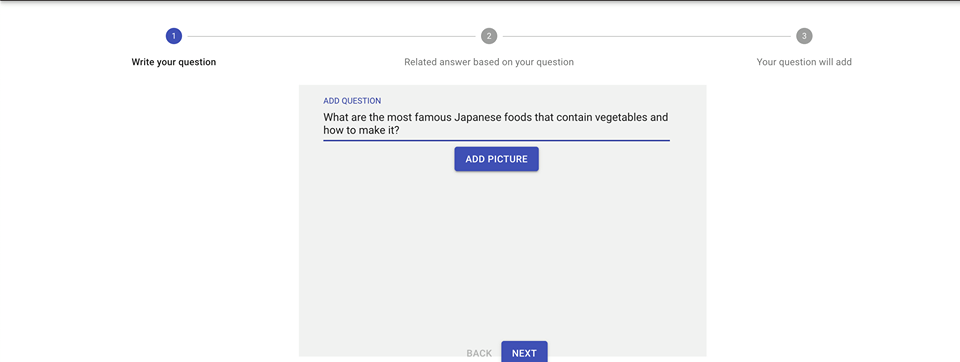 1
2
3
Write your question
Related answer based on your question
Your question will add
ADD QUESTION
What are the most famous Japanese foods that contain vegetables and
how to make it?
ADD PICTURE
BACK
NEXT